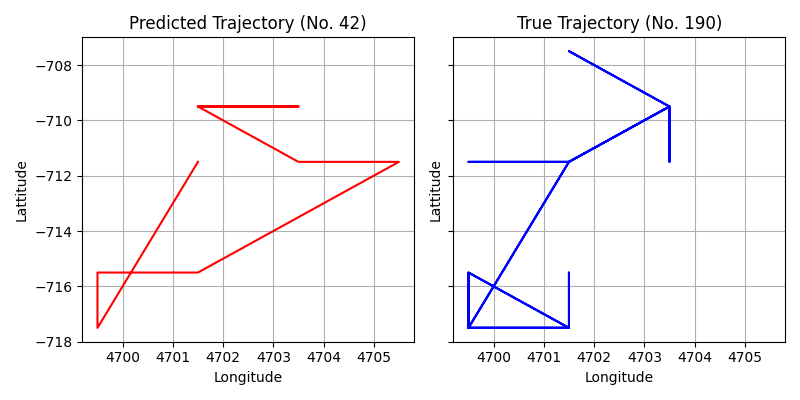 Predicted Trajectory (No. 42)
True Trajectory (No. 190)
−708
−710
−712
−714
−716
−718
Lattitude
Lattitude
4700 4701 4702 4703 4704 4705
4700 4701 4702 4703 4704 4705
Longitude
Longitude